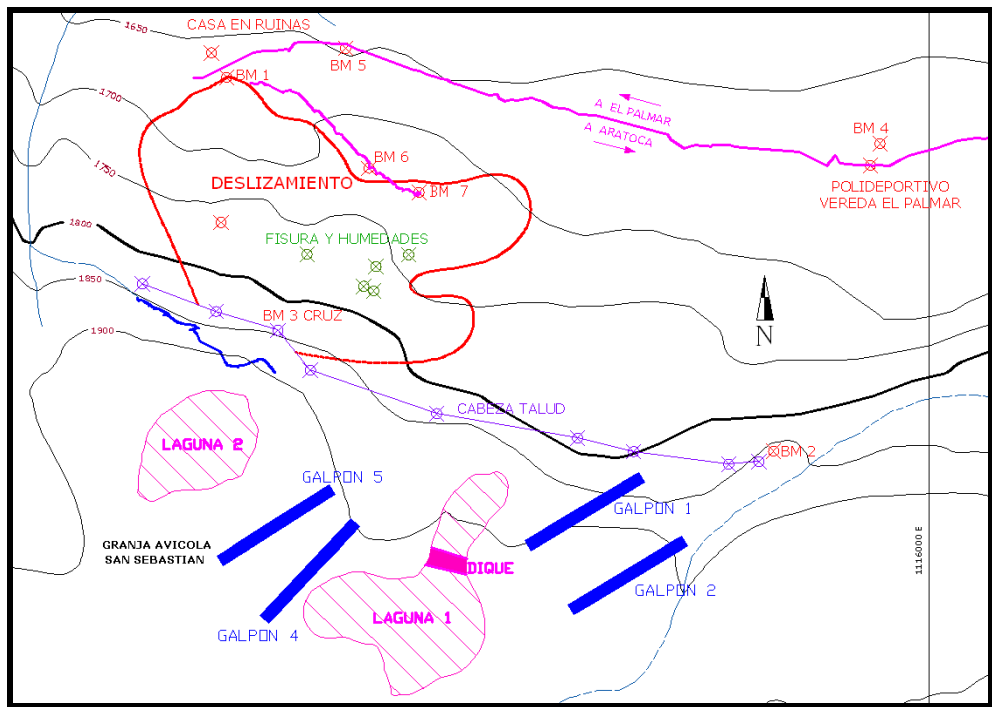 CASA EN RUINAS
1650
BM 5
BM 1
1700
A EL PALMAR
A ARATOCA
BM 4
BM 6
1750
DESLIZAMIENTO
BM 7
POLIDEPORTIVO
VEREDA EL PALMAR
1800
FISURA Y HUMEDADES
1850
BM 3 CRUZ
N
1900
CABEZA TALUD
LAGUNA 2
BM 2
GALPON 5
GALPON 1
GRANJA AVICOLA
SAN SEBASTIAN
1116000 E
DIQUE
GALPON 2
LAGUNA 1
GALPON 4